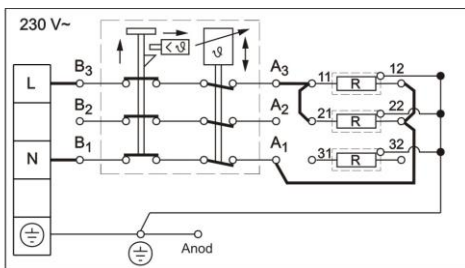 230 V~
< ϑ
ϑ
L B3 A3 11 R 12
B2 A2 21 R 22
N B1 A1 31 R 32
Anod